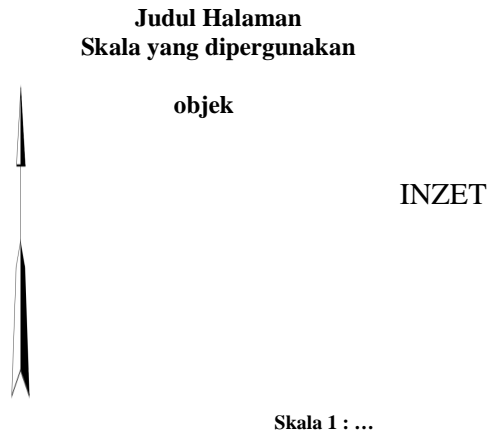 Judul Halaman
Skala yang dipergunakan
objek
INZET
Skala 1 : …